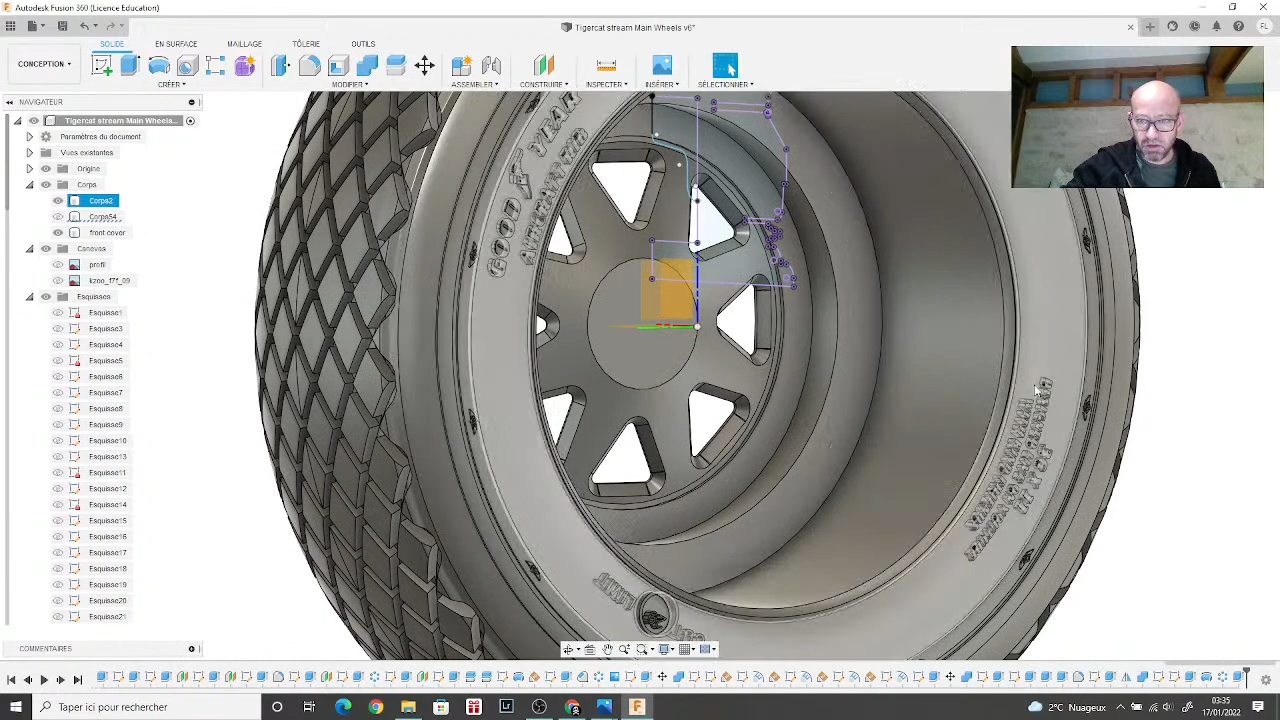 Autodesk Fusion 360 (Licence Education)
Tigercat stream Main Wheels v6*
FL
CONCEPTION
SOLIDE
EN SURFACE
MAILLAGE
TÔLERIE
OUTILS
CRÉER
MODIFIER
ASSEMBLER
CONSTRUIRE
INSPECTER
INSÉRER
SÉLECTIONNER
NAVIGATEUR
Tigercat stream Main Wheels...
Paramètres du document
Vues existantes
Origine
Corps
Corps2
Corps54
front cover
Canevas
profil
kzoo_f7f_09
Esquisses
Esquisse1
Esquisse3
Esquisse4
Esquisse5
Esquisse6
Esquisse7
Esquisse8
Esquisse9
Esquisse10
Esquisse13
Esquisse11
Esquisse12
Esquisse14
Esquisse15
Esquisse16
Esquisse17
Esquisse18
Esquisse19
Esquisse20
Esquisse21
GOOD YEAR
COMMENTAIRES
Taper ici pour rechercher
2°C Nuageux
03:35
17/01/2022